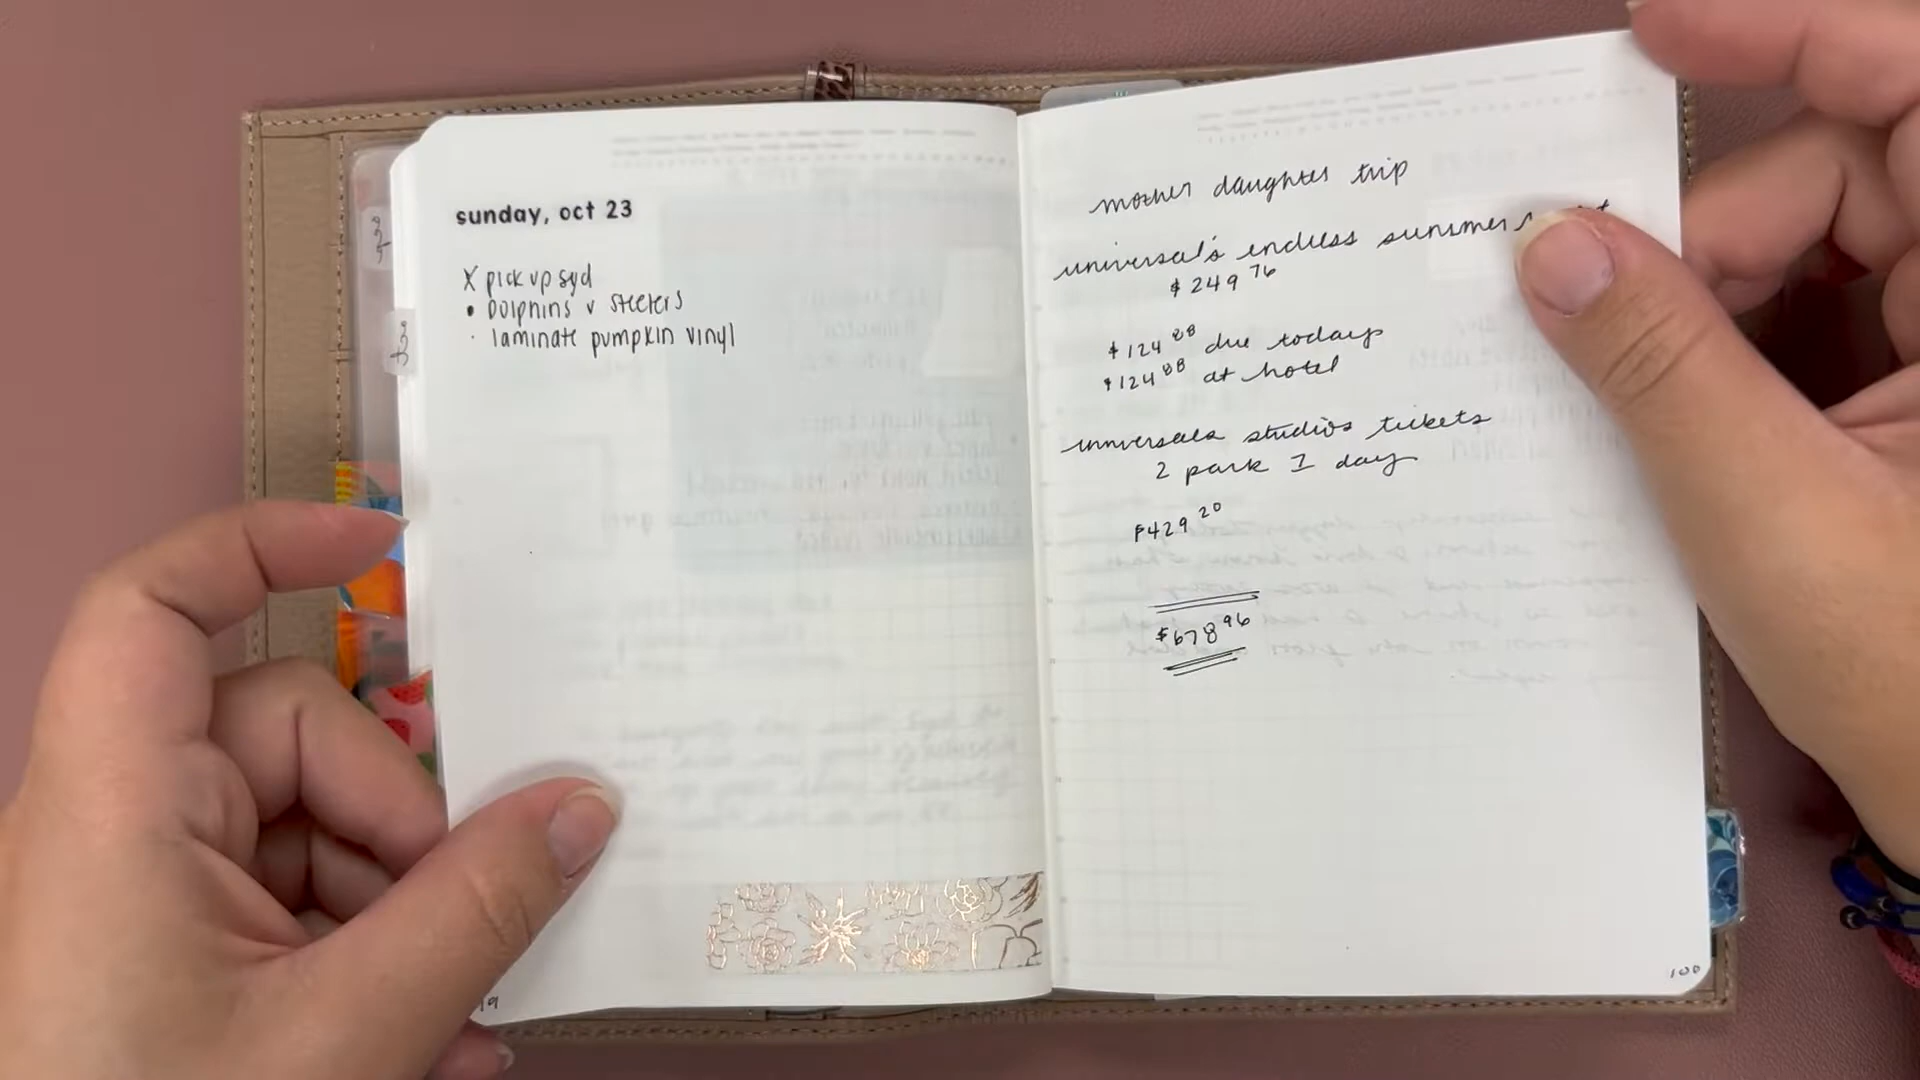 sunday, oct 23
X pick up syd
• Dolphins v steelers
· laminate pumpkin vinyl
19
mother daughter trip
universal's endless summer
$249 76
$124 88 due today
$124 88 at hotel
universals studios tickets
2 park 1 day
$429 20
$678 96
100